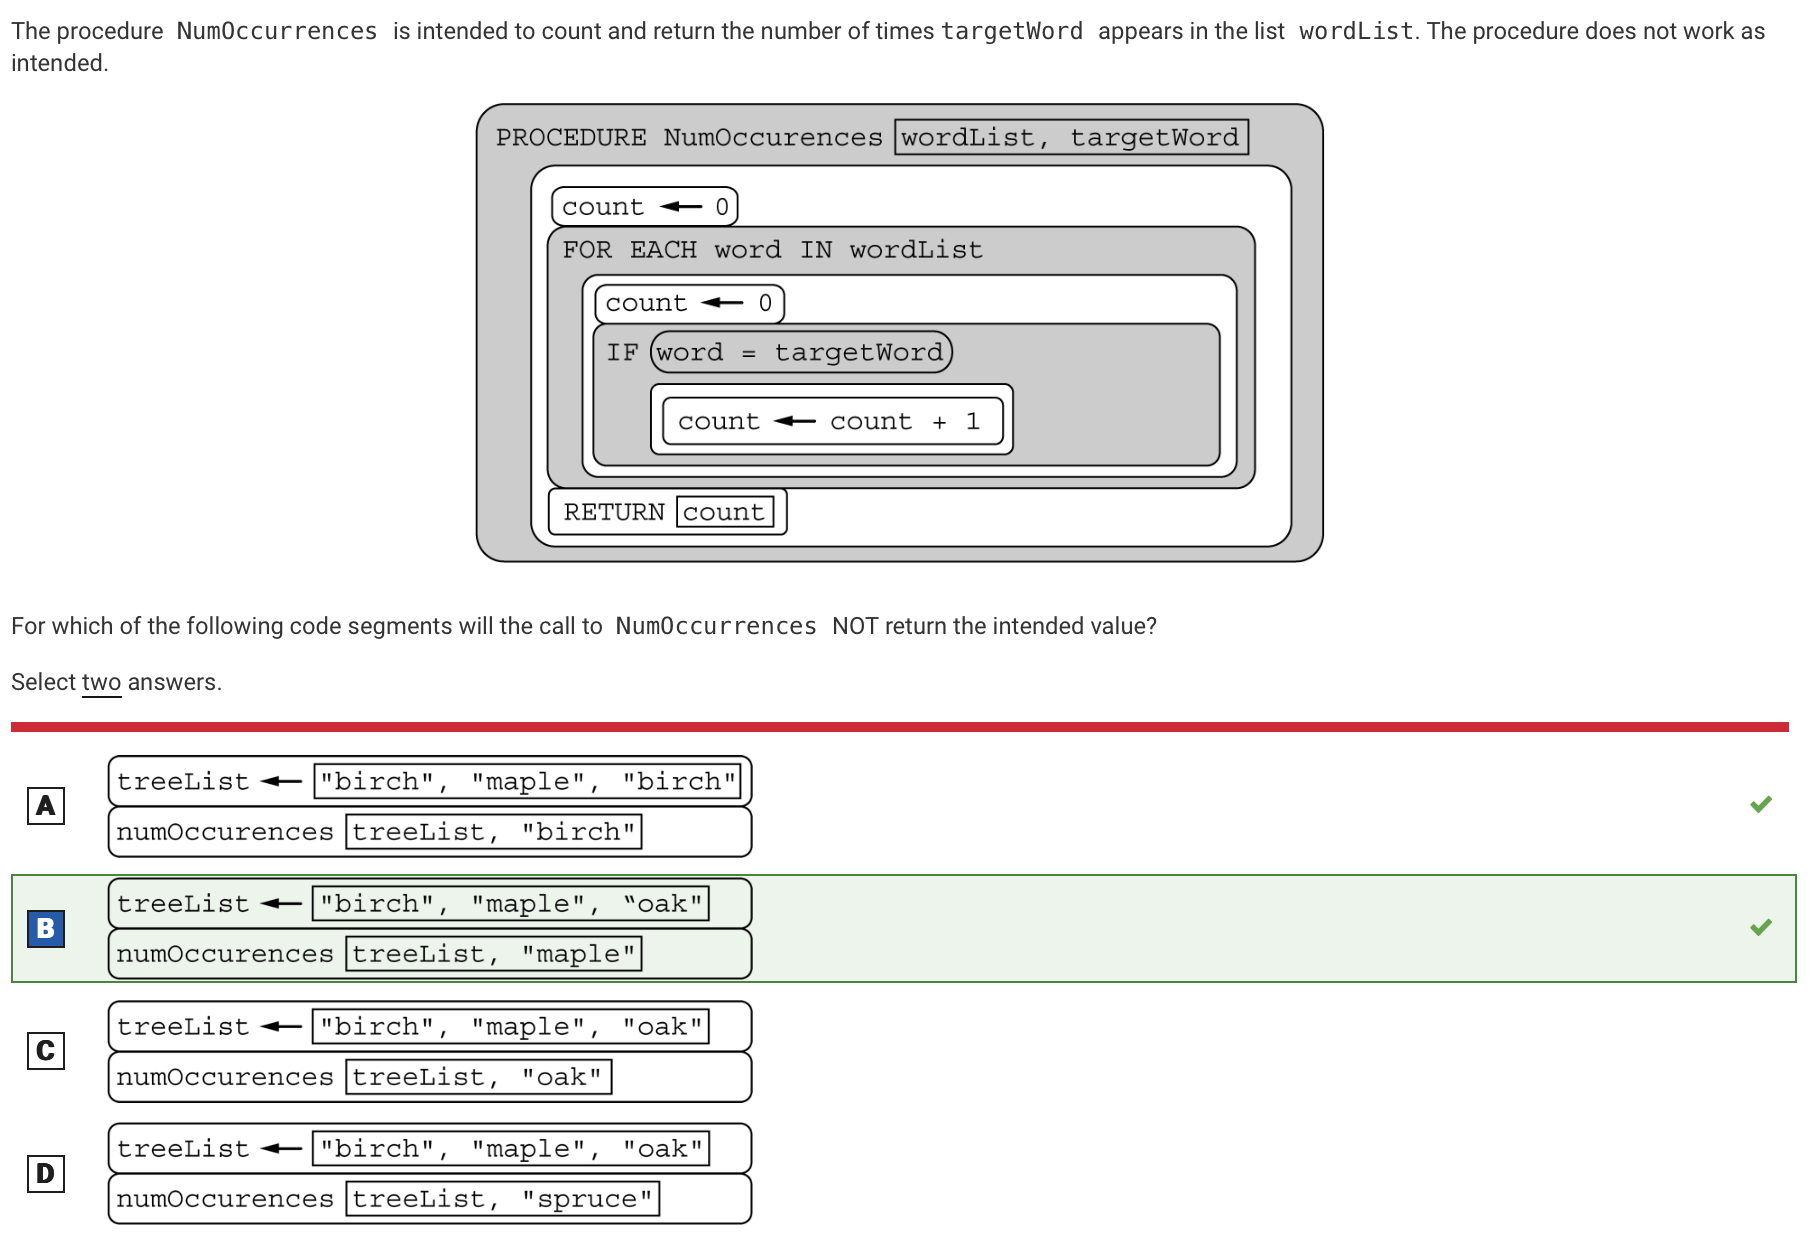 The procedure NumOccurrences is intended to count and return the number of times targetWord appears in the list wordList. The procedure does not work as
intended.
PROCEDURE NumOccurences wordList, targetWord
count ← 0
FOR EACH word IN wordList
count ← 0
IF word = targetWord
count ← count + 1
RETURN count
For which of the following code segments will the call to NumOccurrences NOT return the intended value?
Select two answers.
A
treeList ← "birch", "maple", "birch"
numOccurences treeList, "birch"
B
treeList ← "birch", "maple", “oak"
numOccurences treeList, "maple"
C
treeList ← "birch", "maple", "oak"
numOccurences treeList, "oak"
D
treeList ← "birch", "maple", "oak"
numOccurences treeList, "spruce"